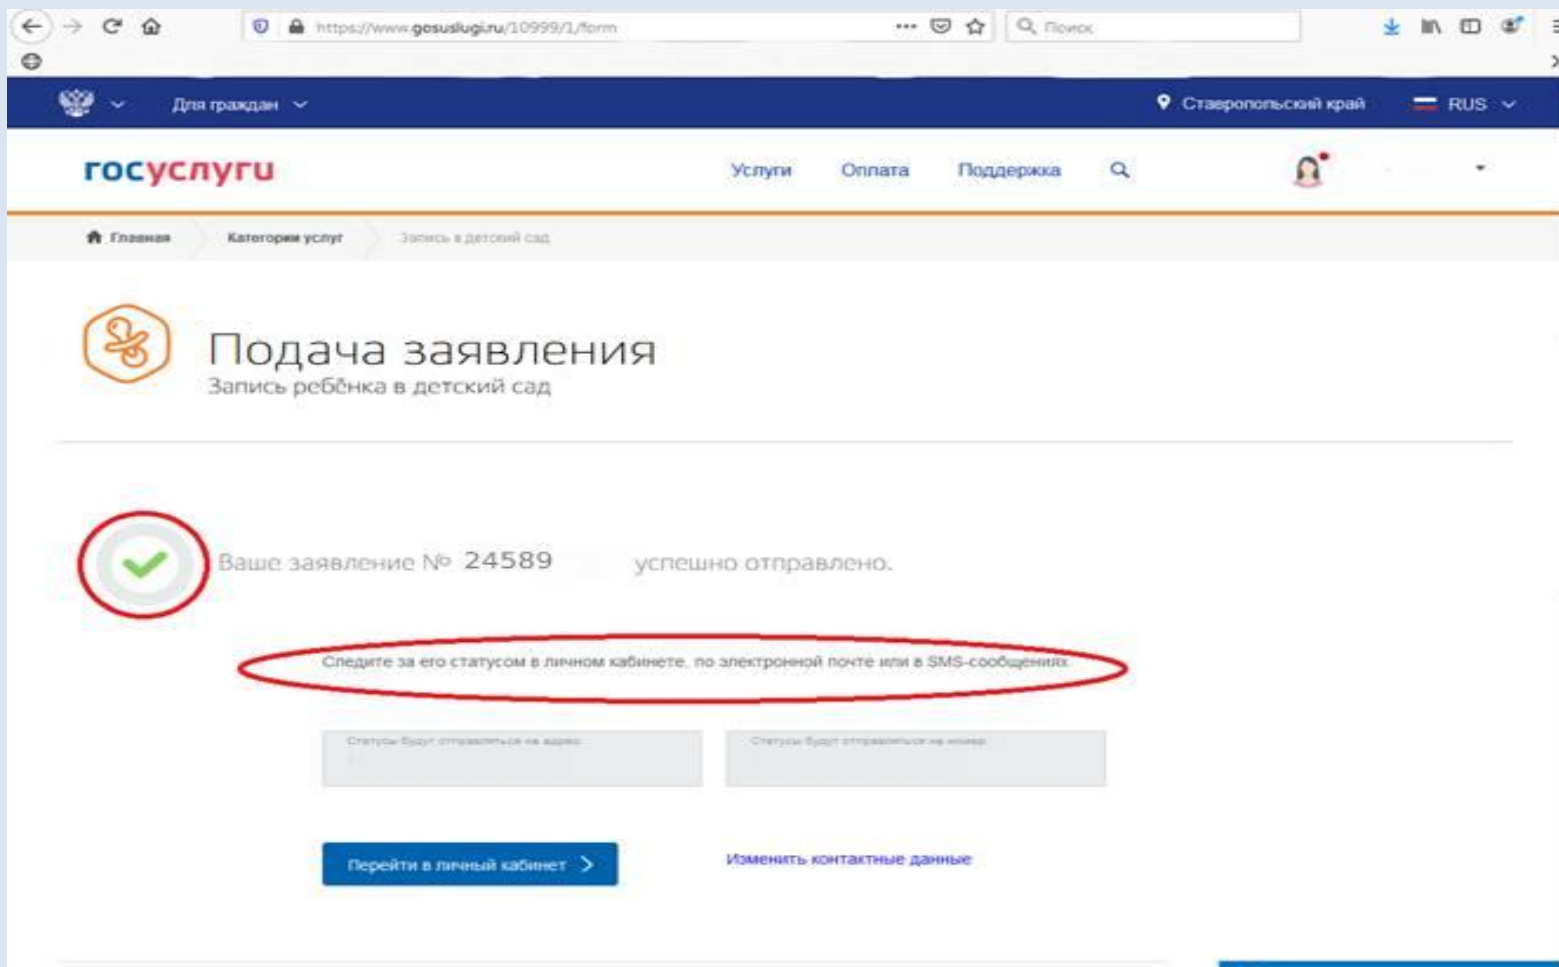 https://www.gosuslugi.ru/10999/1/form
Поиск
Для граждан
Ставропольский край
RUS
госуслуги
Услуги
Оплата
Поддержка
Главная
Категории услуг
Запись в детский сад
Подача заявления
Запись ребёнка в детский сад
Ваше заявление № 24589 успешно отправлено.
Следите за его статусом в личном кабинете, по электронной почте или в SMS-сообщениях
Статусы будут отправляться на адрес:
Статусы будут отправляться на номер:
Перейти в личный кабинет
Изменить контактные данные